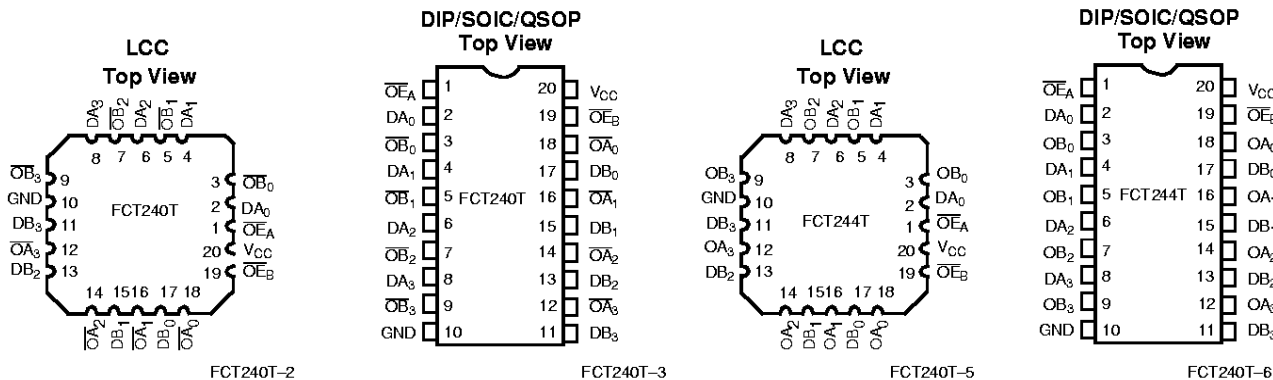 LCC
Top View
DA3
OB2
DA2
OB1
DA1
8 7 6 5 4
OB3 9
GND 10
DB3 11
OA3 12
DB2 13
FCT240T
3 OB0
2 DA0
1 OEA
20 VCC
19 OEB
14 15 16 17 18
OA2
DB1
OA1
DB0
OA0
FCT240T–2
DIP/SOIC/QSOP
Top View
OEA 1 20 VCC
DA0 2 19 OEB
OB0 3 18 OA0
DA1 4 17 DB0
OB1 5 FCT240T 16 OA1
DA2 6 15 DB1
OB2 7 14 OA2
DA3 8 13 DB2
OB3 9 12 OA3
GND 10 11 DB3
FCT240T–3
LCC
Top View
DA3
OB2
DA2
OB1
DA1
8 7 6 5 4
OB3 9
GND 10
DB3 11
OA3 12
DB2 13
FCT244T
3 OB0
2 DA0
1 OEA
20 VCC
19 OEB
14 15 16 17 18
OA2
DB1
OA1
DB0
OA0
FCT240T–5
DIP/SOIC/QSOP
Top View
OEA 1 20 VCC
DA0 2 19 OEB
OB0 3 18 OA0
DA1 4 17 DB0
OB1 5 FCT244T 16 OA1
DA2 6 15 DB1
OB2 7 14 OA2
DA3 8 13 DB2
OB3 9 12 OA3
GND 10 11 DB3
FCT240T–6